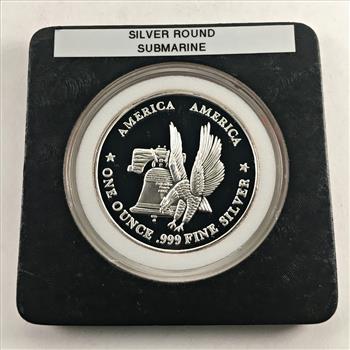 SILVER ROUND
SUBMARINE
AMERICA AMERICA
★ ONE OUNCE .999 FINE SILVER ★